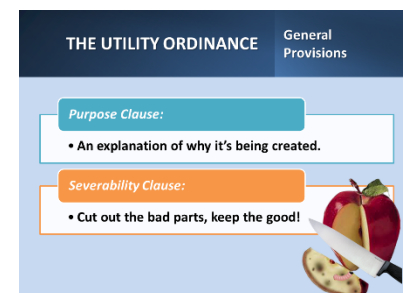 THE UTILITY ORDINANCE
General
Provisions
Purpose Clause:
• An explanation of why it's being created.
Severability Clause:
• Cut out the bad parts, keep the good!